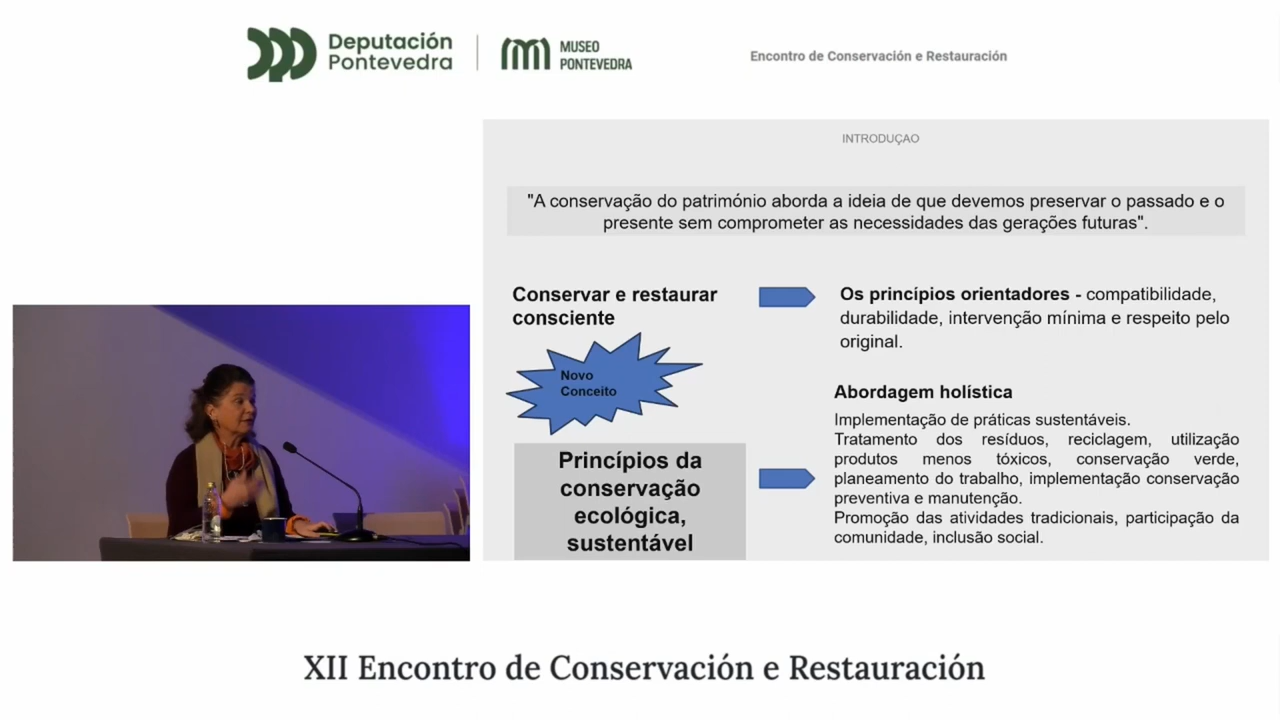 Deputación
Pontevedra
MUSEO
PONTEVEDRA
Encontro de Conservación e Restauración
INTRODUÇAO
"A conservação do património aborda a ideia de que devemos preservar o passado e o
presente sem comprometer as necessidades das gerações futuras".
Conservar e restaurar
consciente
Novo
Conceito
Os princípios orientadores - compatibilidade,
durabilidade, intervenção mínima e respeito pelo
original.
Princípios da
conservação
ecológica,
sustentável
Abordagem holística
Implementação de práticas sustentáveis.
Tratamento dos resíduos, reciclagem, utilização
produtos menos tóxicos, conservação verde,
planeamento do trabalho, implementação conservação
preventiva e manutenção.
Promoção das atividades tradicionais, participação da
comunidade, inclusão social.
XII Encontro de Conservación e Restauración